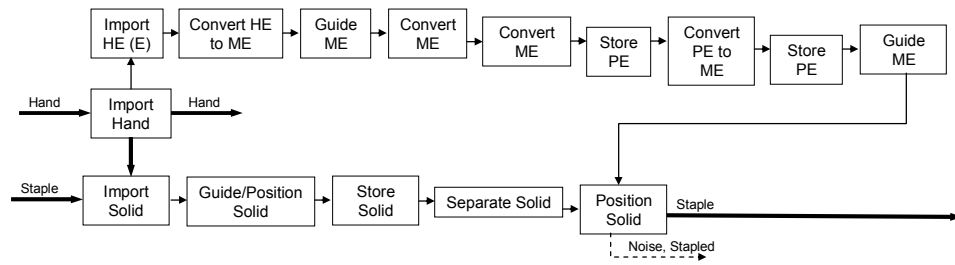 Import
HE (E)
Convert HE
to ME
Guide
ME
Convert
ME
Convert
ME
Store
PE
Convert
PE to
ME
Store
PE
Guide
ME
Hand
Import
Hand
Hand
Staple
Import
Solid
Guide/Position
Solid
Store
Solid
Separate Solid
Position
Solid
Staple
Noise, Stapled